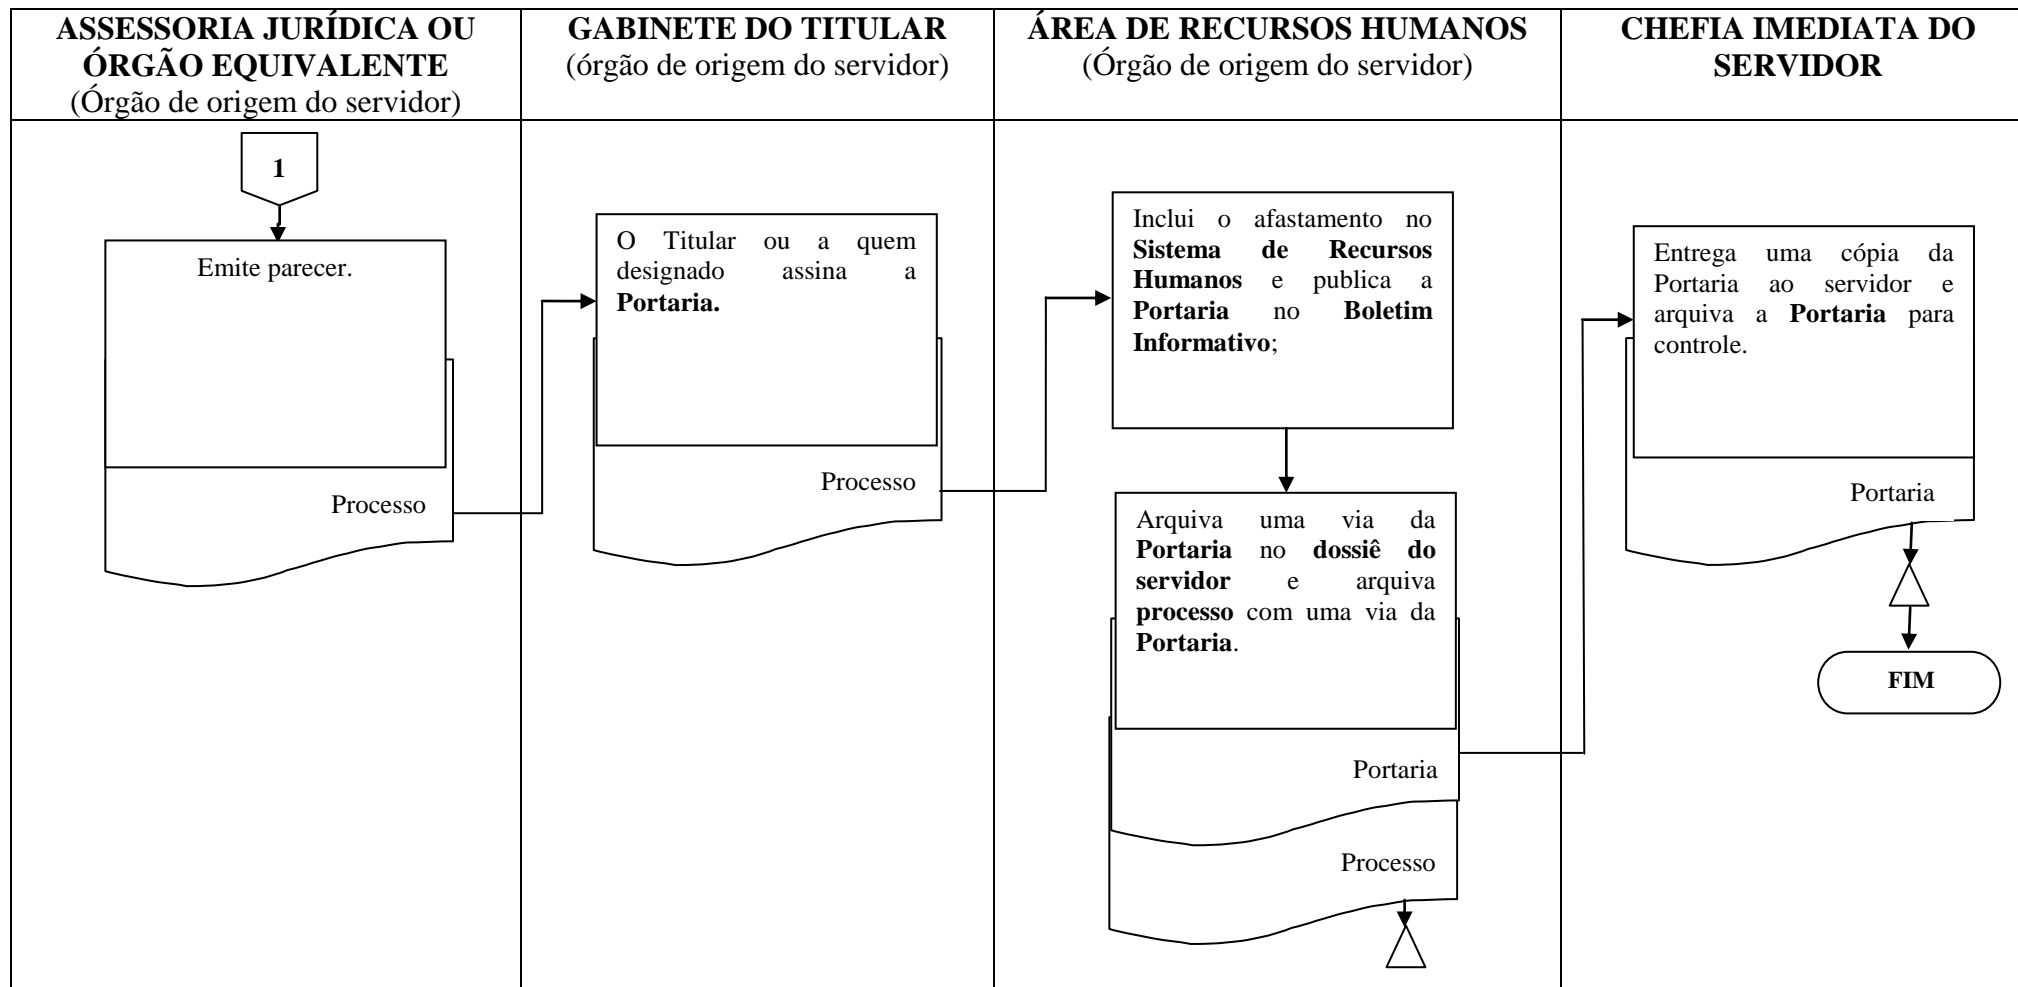 ASSESSORIA JURÍDICA OU
ÓRGÃO EQUIVALENTE
(Órgão de origem do servidor)
GABINETE DO TITULAR
(órgão de origem do servidor)
ÁREA DE RECURSOS HUMANOS
(Órgão de origem do servidor)
CHEFIA IMEDIATA DO
SERVIDOR
1
Emite parecer.
Processo
O Titular ou a quem
designado assina a
Portaria.
Processo
Inclui o afastamento no
Sistema de Recursos
Humanos e publica a
Portaria no Boletim
Informativo;
Arquiva uma via da
Portaria no dossiê do
servidor e arquiva
processo com uma via da
Portaria.
Portaria
Processo
Entrega uma cópia da
Portaria ao servidor e
arquiva a Portaria para
controle.
Portaria
FIM